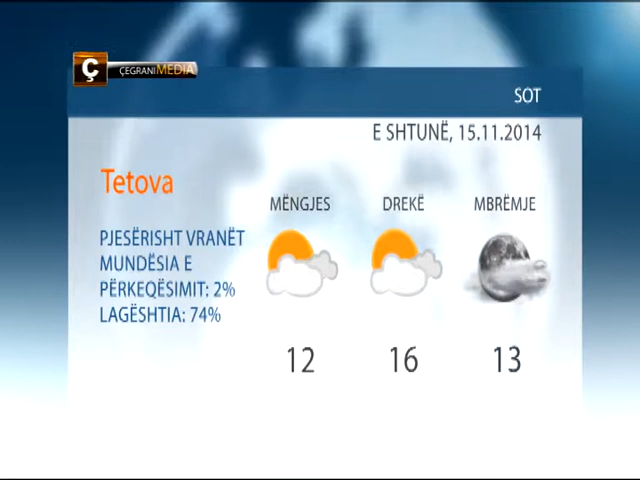 Ç
ÇEGRANIMEDIA
SOT
E SHTUNË, 15.11.2014
Tetova
PJESËRISHT VRANËT
MUNDËSIA E
PËRKEQËSIMIT: 2%
LAGËSHTIA: 74%
MËNGJES
DREKË
MBRËMJE
12
16
13